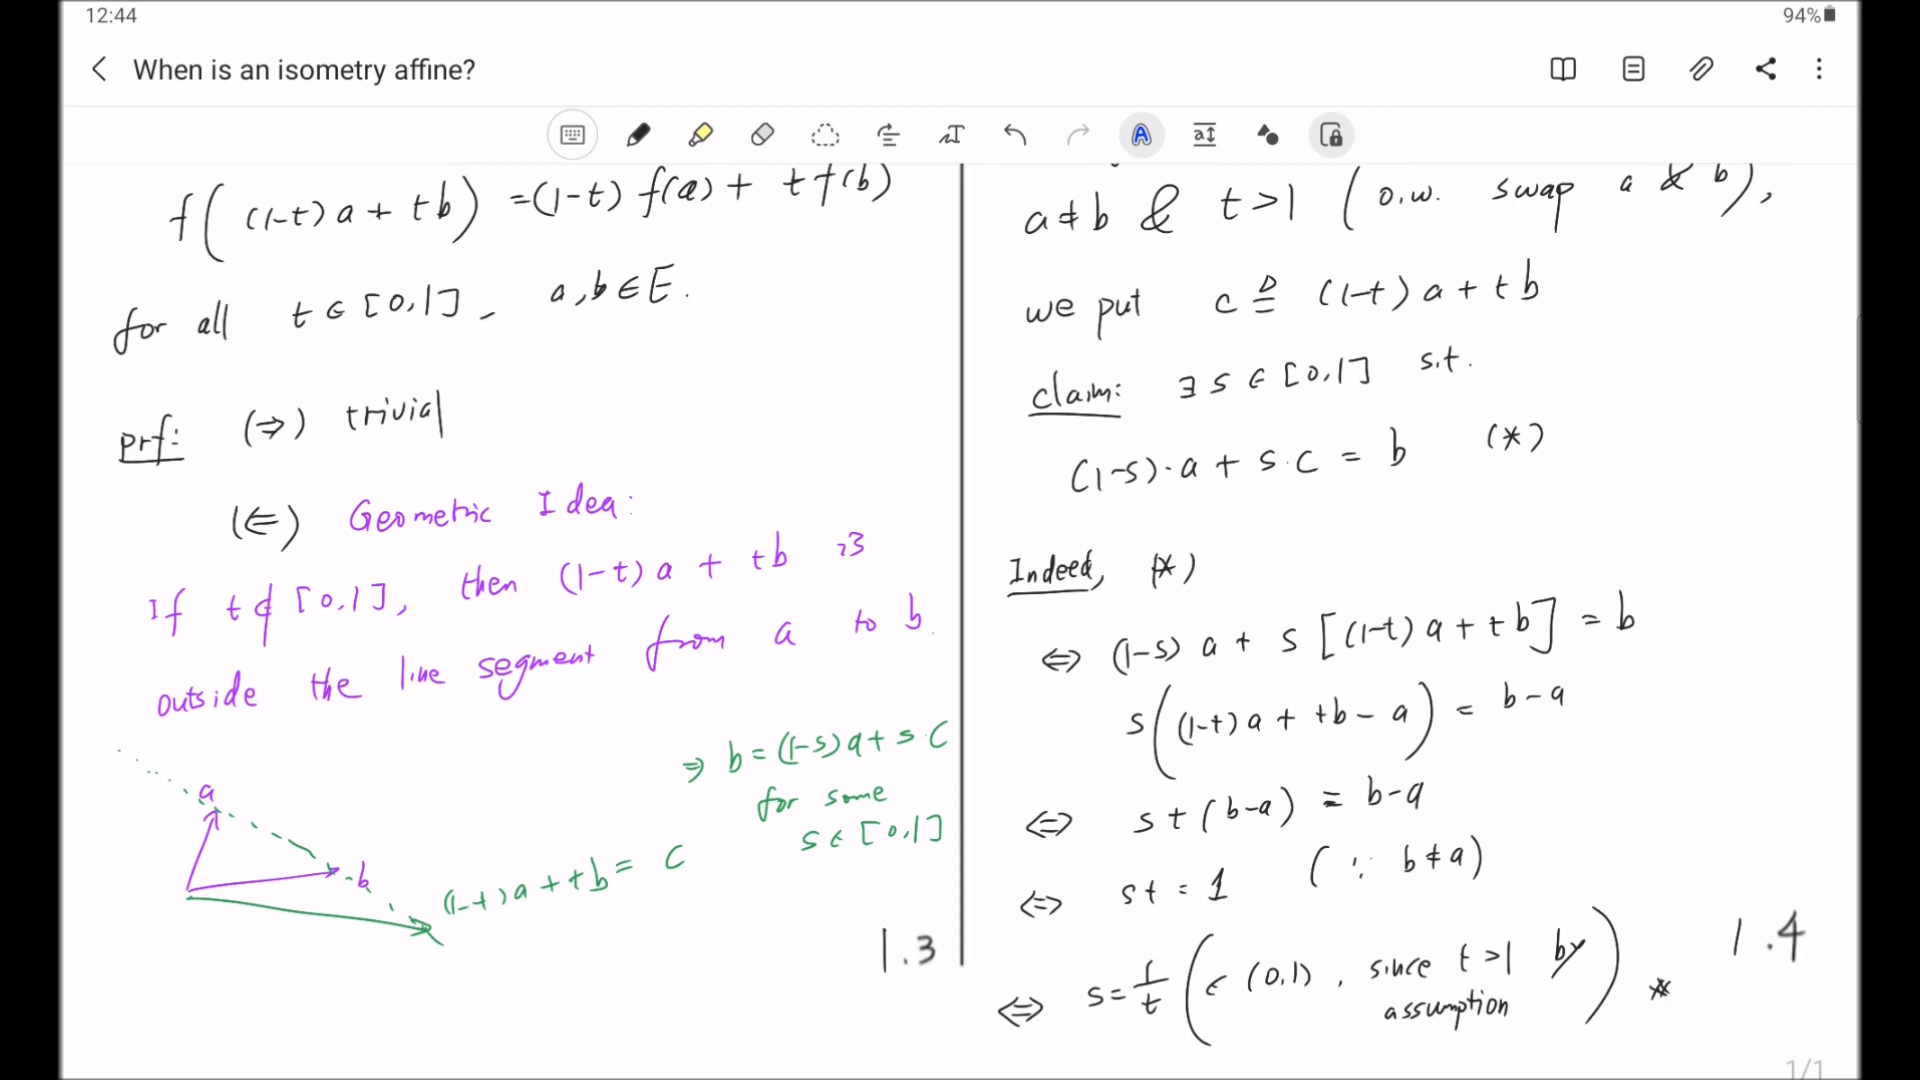 12:44
94%
When is an isometry affine?
f((1-t)a + tb) = (1-t) f(a) + t f(b)
for all t ∈ [0,1], a,b ∈ E.
prf: (⇒) trivial
(⇐) Geometric Idea:
If t ∉ [0,1], then (1-t)a + tb is
outside the line segment from a to b.
a
b
(1-t)a + tb = c
⇒ b = (1-s)a + s·c
for some
s ∈ [0,1]
1.3
a ≠ b & t>1 (o.w. swap a & b),
we put c ≜ (1-t)a + tb
claim: ∃ s ∈ [0,1] s.t.
(1-s)·a + s·c = b (*)
Indeed, (*)
⇔ (1-s)a + s[(1-t)a + tb] = b
s((1-t)a + tb - a) = b-a
⇔ st(b-a) = b-a
⇔ st = 1 (∵ b≠a)
⇔ s = 1/t (∈ (0,1), since t>1 by assumption) *
1.4
1/1